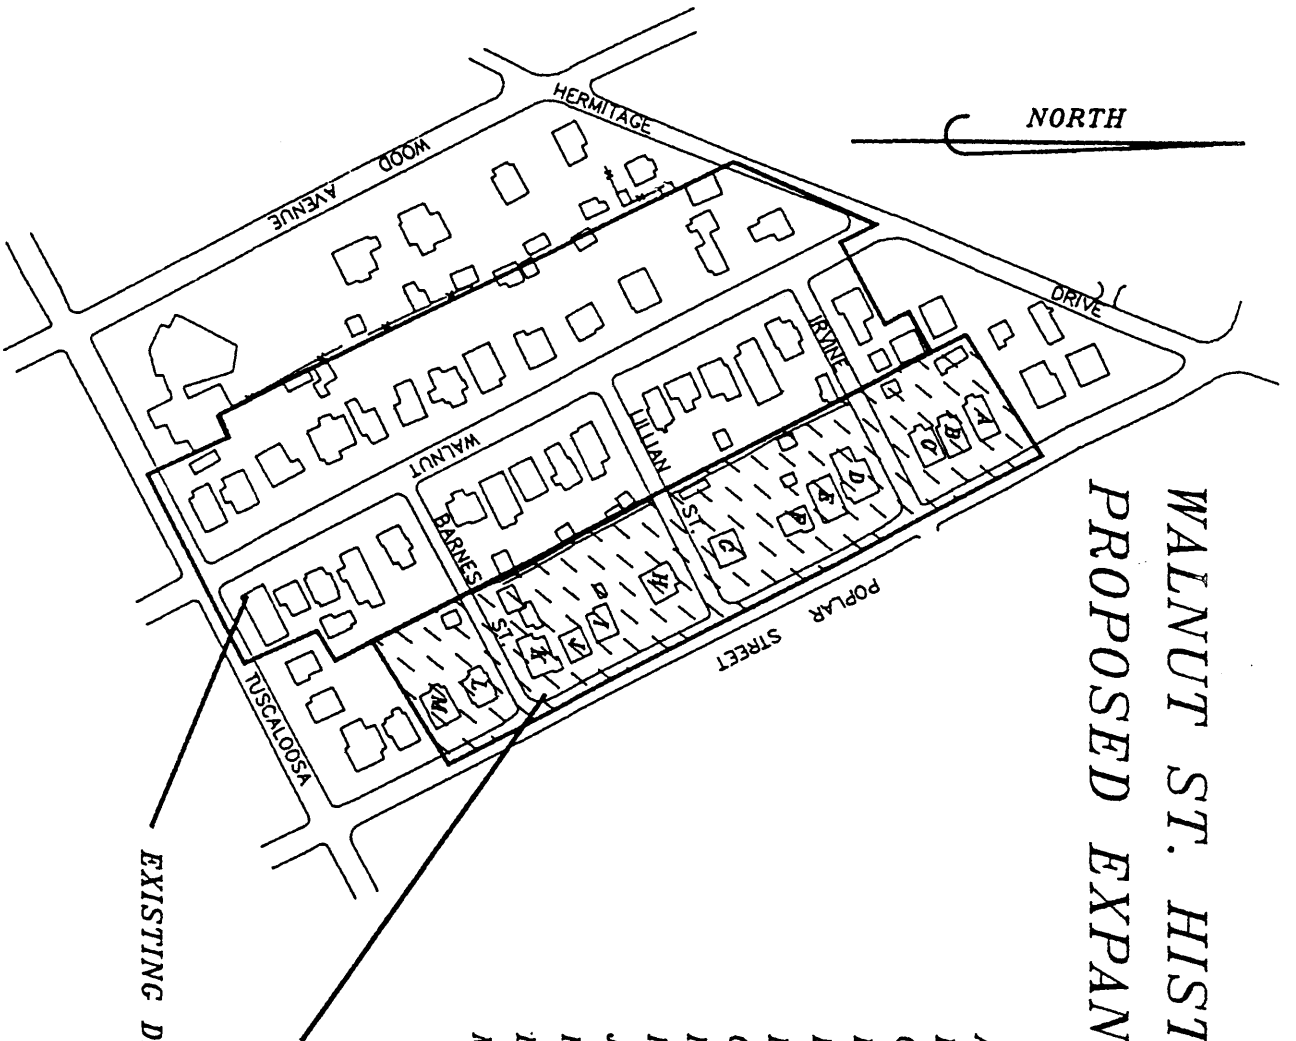 WALNUT ST. HIST
PROPOSED EXPAN
NORTH
HERMITAGE
DRIVE
WOOD
AVENUE
WALNUT
IRVINE
LILLIAN
ST.
BARNES
ST.
POPLAR
STREET
TUSCALOOSA
A
B
C
D
E
F
G
H
I
J
K
L
M
EXISTING D